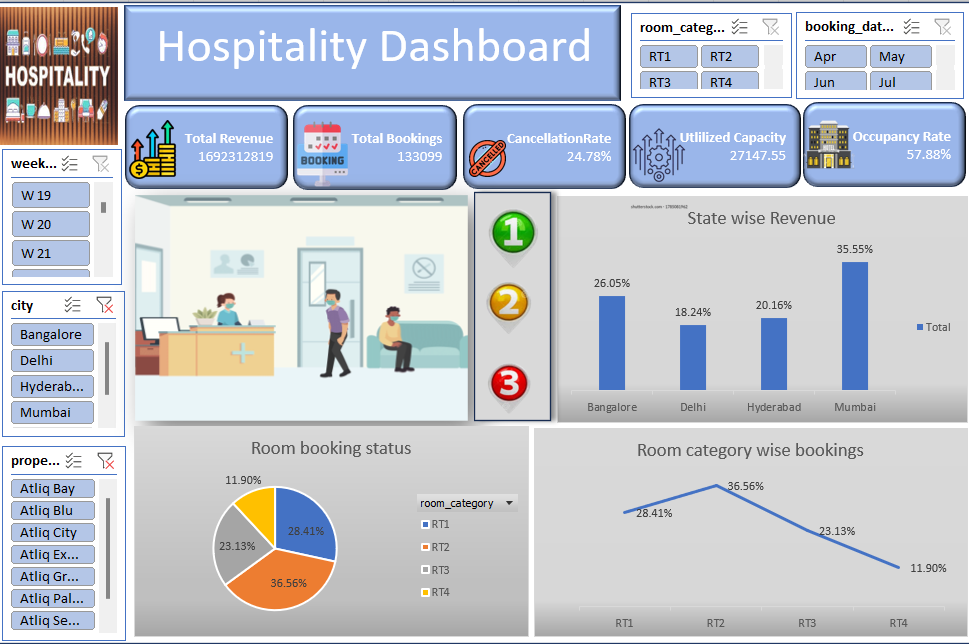 HOSPITALITY
Hospitality Dashboard
room_categ...
RT1
RT2
RT3
RT4
booking_dat...
Apr
May
Jun
Jul
Total Revenue
1692312819
BOOKING
Total Bookings
133099
CANCELLED
CancellationRate
24.78%
Utlilized Capacity
27147.55
Occupancy Rate
57.88%
week...
W 19
W 20
W 21
city
Bangalore
Delhi
Hyderab...
Mumbai
prope...
Atliq Bay
Atliq Blu
Atliq City
Atliq Ex...
Atliq Gr...
Atliq Pal...
Atliq Se...
1
2
3
State wise Revenue
26.05%
18.24%
20.16%
35.55%
Total
Bangalore
Delhi
Hyderabad
Mumbai
Room booking status
11.90%
28.41%
23.13%
36.56%
room_category
RT1
RT2
RT3
RT4
Room category wise bookings
28.41%
36.56%
23.13%
11.90%
RT1
RT2
RT3
RT4